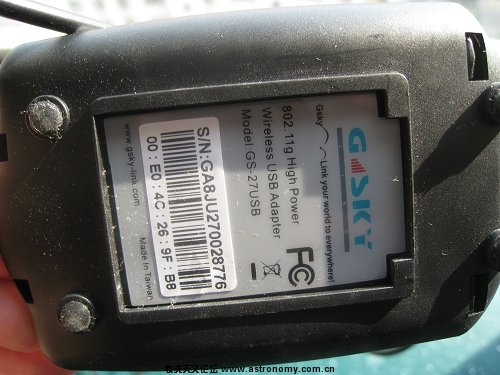 GSKY
Gsky
Link your world to everywhere!
802.11g High Power
Wireless USB Adapter
Model:GS-27USB
FC
S/N:GA8JU270028776
00:E0:4C:26:9F:B8
www.gsky-link.com
Made in Taiwan
www.astronomy.com.cn